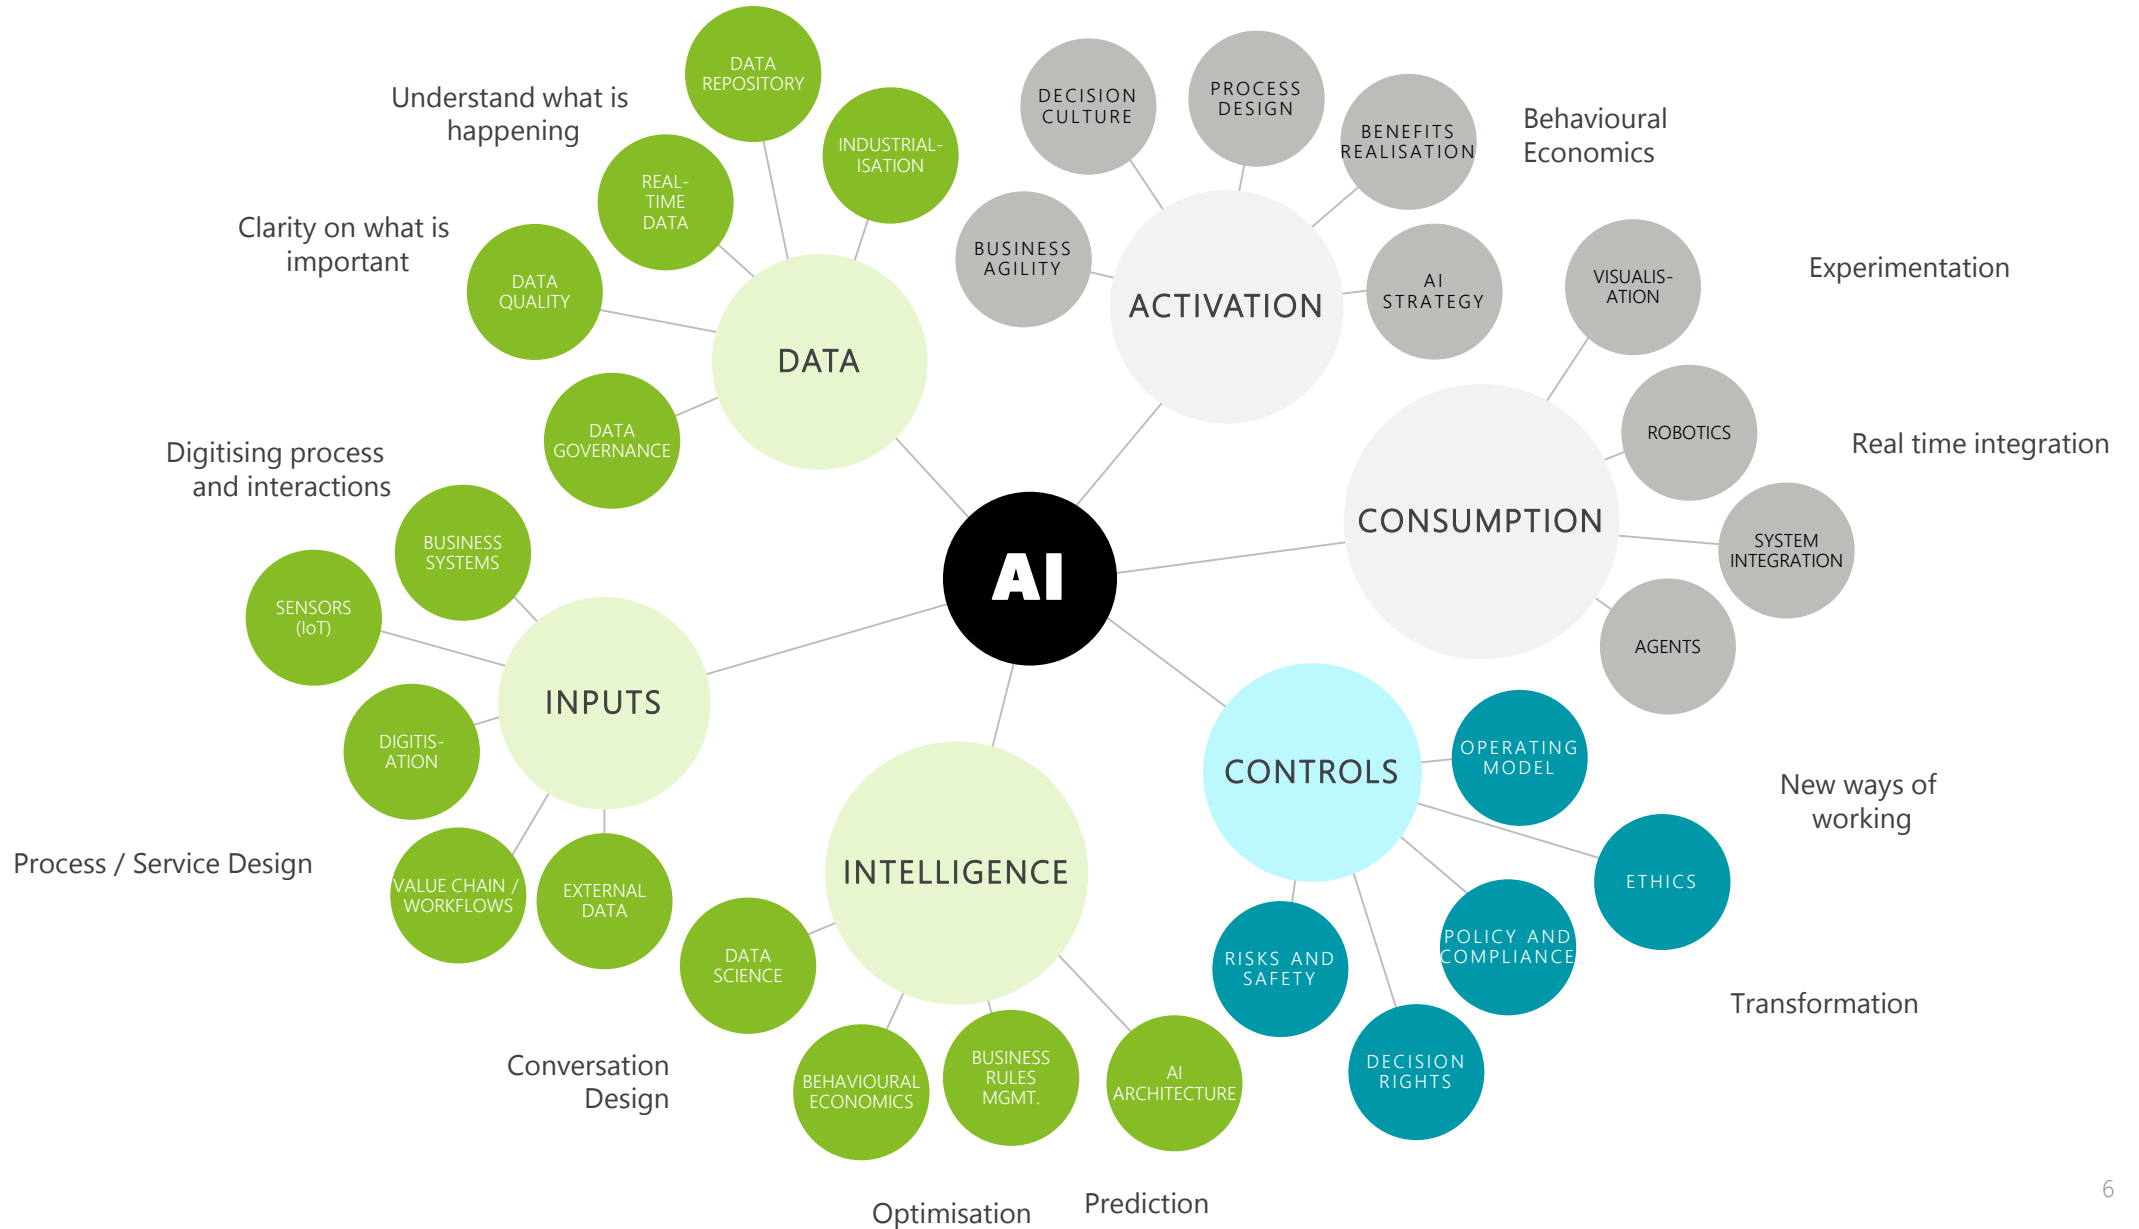 DATA
REPOSITORY
Understand what is
happening
INDUSTRIAL-
ISATION
REAL-
TIME
DATA
Clarity on what is
important
DATA
QUALITY
DATA
DATA
GOVERNANCE
DECISION
CULTURE
PROCESS
DESIGN
BENEFITS
REALISATION
Behavioural
Economics
BUSINESS
AGILITY
ACTIVATION
AI
STRATEGY
VISUALIS-
ATION
Experimentation
ROBOTICS
Real time integration
CONSUMPTION
SYSTEM
INTEGRATION
AGENTS
AI
Digitising process
and interactions
BUSINESS
SYSTEMS
SENSORS
(IoT)
INPUTS
DIGITIS-
ATION
Process / Service Design
VALUE CHAIN /
WORKFLOWS
EXTERNAL
DATA
INTELLIGENCE
DATA
SCIENCE
Conversation
Design
BEHAVIOURAL
ECONOMICS
BUSINESS
RULES
MGMT.
AI
ARCHITECTURE
Optimisation
Prediction
CONTROLS
OPERATING
MODEL
New ways of
working
ETHICS
POLICY AND
COMPLIANCE
RISKS AND
SAFETY
DECISION
RIGHTS
Transformation
6